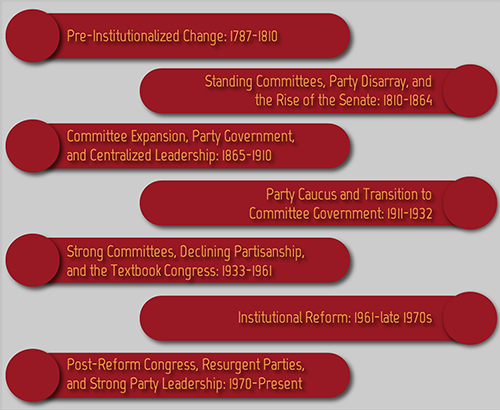 Pre-Institutionalized Change: 1787-1810
Standing Committees, Party Disarray, and
the Rise of the Senate: 1810-1864
Committee Expansion, Party Government,
and Centralized Leadership: 1865-1910
Party Caucus and Transition to
Committee Government: 1911-1932
Strong Committees, Declining Partisanship,
and the Textbook Congress: 1933-1961
Institutional Reform: 1961-late 1970s
Post-Reform Congress, Resurgent Parties,
and Strong Party Leadership: 1970-Present